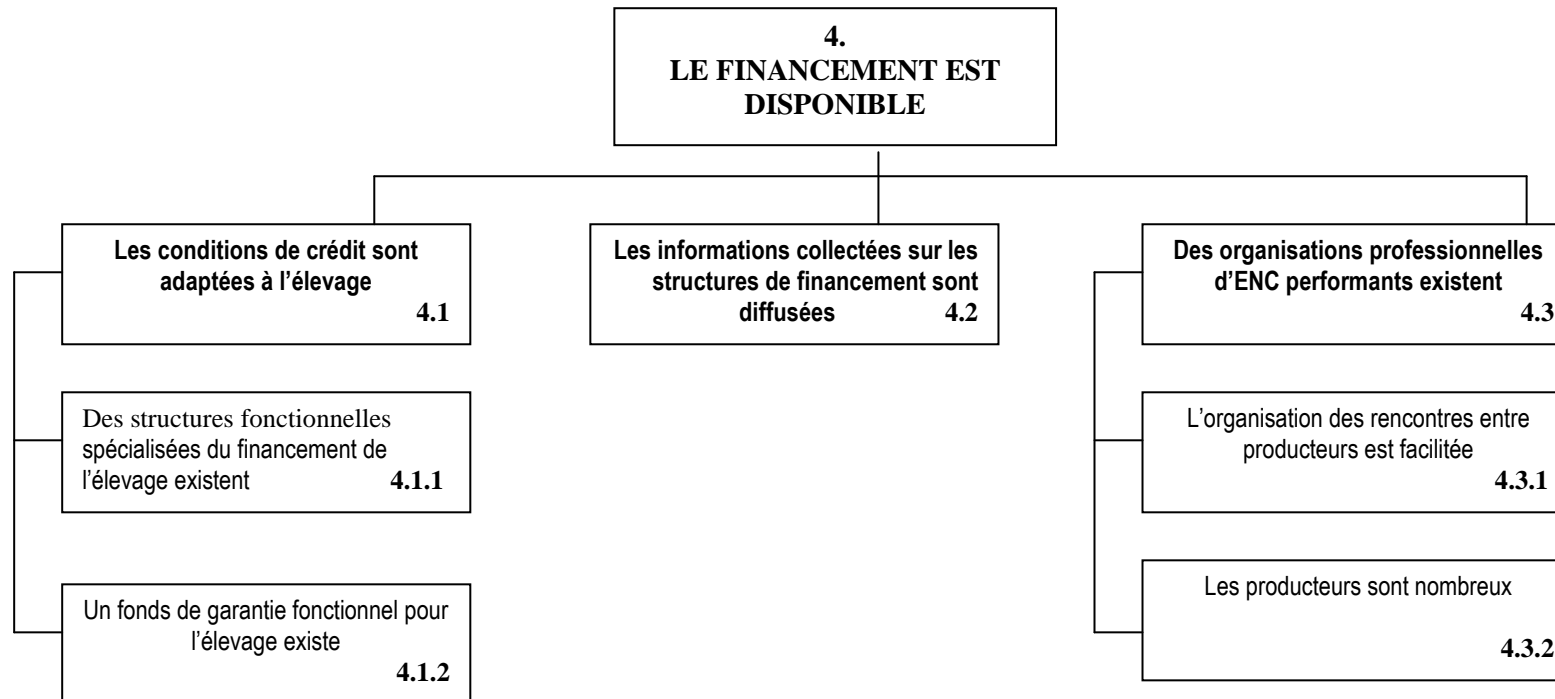 4.
LE FINANCEMENT EST
DISPONIBLE
Les conditions de crédit sont
adaptées à l’élevage
4.1
Les informations collectées sur les
structures de financement sont
diffusées 4.2
Des organisations professionnelles
d’ENC performants existent
4.3
Des structures fonctionnelles
spécialisées du financement de
l’élevage existent 4.1.1
L’organisation des rencontres entre
producteurs est facilitée
4.3.1
Un fonds de garantie fonctionnel pour
l’élevage existe
4.1.2
Les producteurs sont nombreux
4.3.2